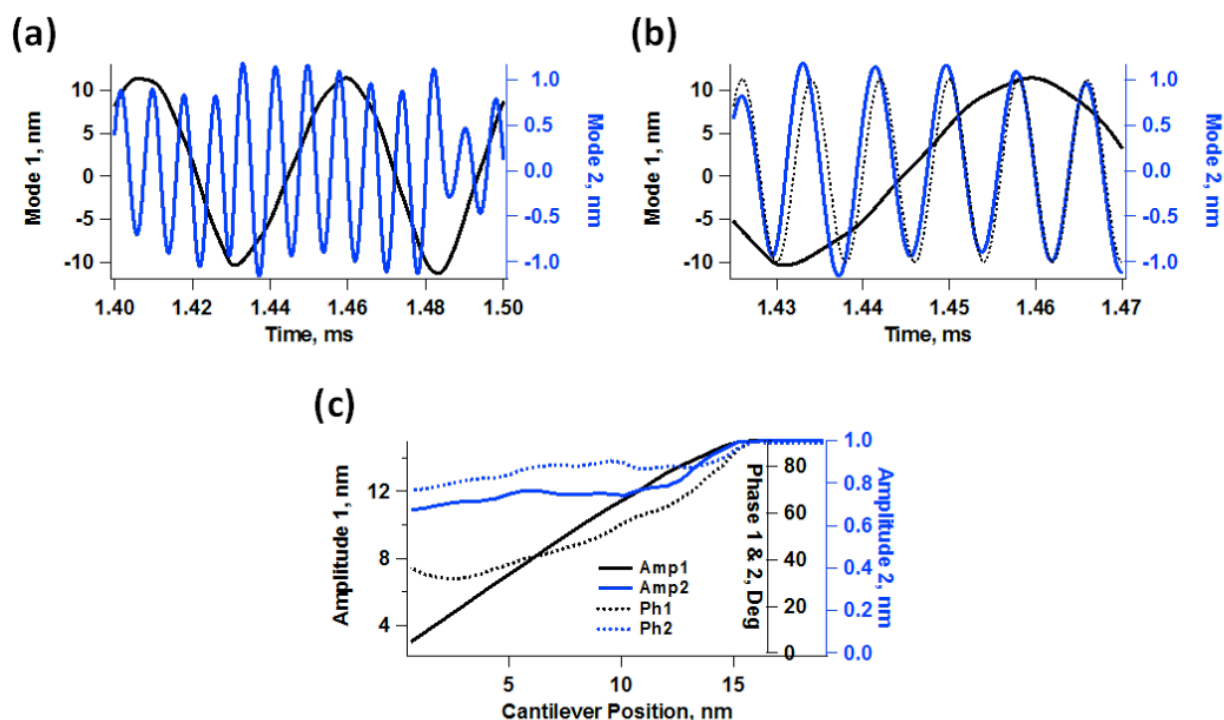 (a)
Mode 1, nm
10
5
0
-5
-10
1.40 1.42 1.44 1.46 1.48 1.50
Time, ms
1.0
0.5
0.0
-0.5
-1.0
Mode 2, nm
(b)
Mode 1, nm
10
5
0
-5
-10
1.43 1.44 1.45 1.46 1.47
Time, ms
1.0
0.5
0.0
-0.5
-1.0
Mode 2, nm
(c)
Amplitude 1, nm
12
8
4
5 10 15
Cantilever Position, nm
Amp1
Amp2
Ph1
Ph2
Phase 1 & 2, Deg
80
60
40
20
0
1.0
0.8
0.6
0.4
0.2
0.0
Amplitude 2, nm